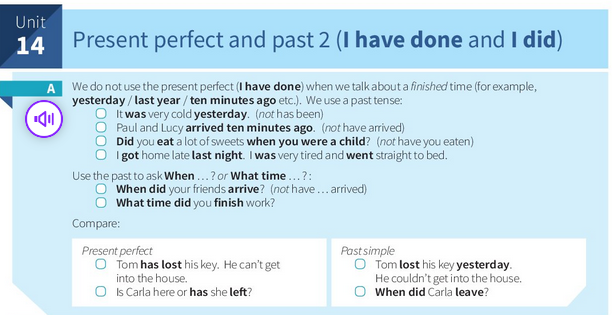 Unit
14
Present perfect and past 2 (I have done and I did)
A
We do not use the present perfect (I have done) when we talk about a finished time (for example,
yesterday / last year / ten minutes ago etc.). We use a past tense:
It was very cold yesterday. (not has been)
Paul and Lucy arrived ten minutes ago. (not have arrived)
Did you eat a lot of sweets when you were a child? (not have you eaten)
I got home late last night. I was very tired and went straight to bed.
Use the past to ask When … ? or What time … ? :
When did your friends arrive? (not have … arrived)
What time did you finish work?
Compare:
Present perfect
Tom has lost his key. He can't get
into the house.
Is Carla here or has she left?
Past simple
Tom lost his key yesterday.
He couldn't get into the house.
When did Carla leave?